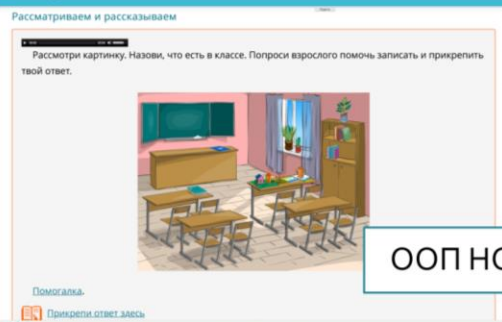 Рассматриваем и рассказываем
Рассмотри картинку. Назови, что есть в классе. Попроси взрослого помочь записать и прикрепить
твой ответ.
ООП НО
Помогалка.
Прикрепи ответ здесь